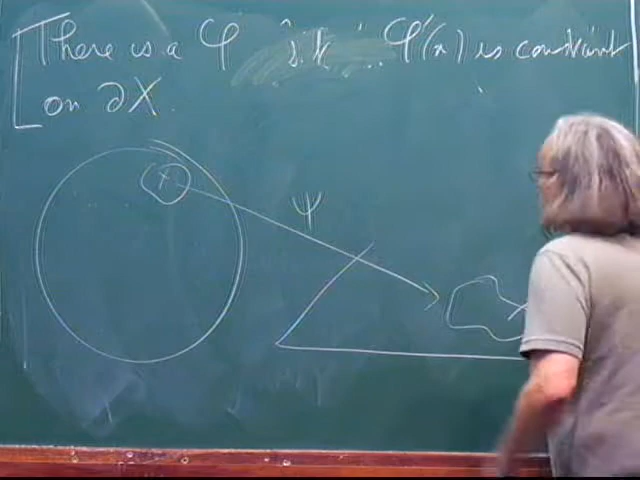 There is a φ s.t. ... φ'(x) is constant
on ∂X.
ψ